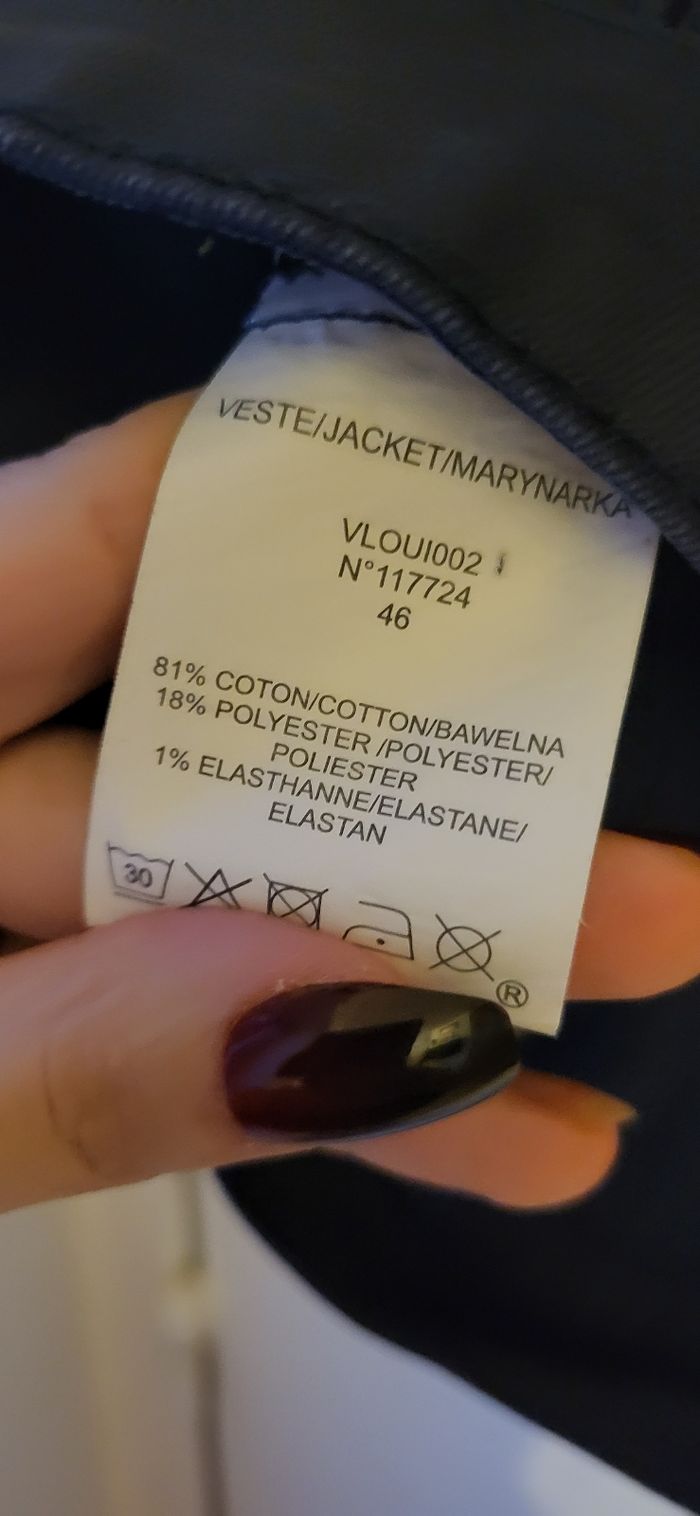 VESTE/JACKET/MARYNARKA
VLOUI002
N°117724
46
81% COTON/COTTON/BAWELNA
18% POLYESTER /POLYESTER/
POLIESTER
1% ELASTHANNE/ELASTANE/
ELASTAN
30
®